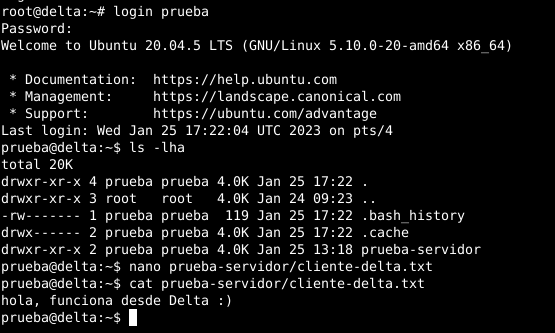 root@delta:~# login prueba
Password:
Welcome to Ubuntu 20.04.5 LTS (GNU/Linux 5.10.0-20-amd64 x86_64)

 * Documentation:  https://help.ubuntu.com
 * Management:     https://landscape.canonical.com
 * Support:        https://ubuntu.com/advantage
Last login: Wed Jan 25 17:22:04 UTC 2023 on pts/4
prueba@delta:~$ ls -lha
total 20K
drwxr-xr-x 4 prueba prueba 4.0K Jan 25 17:22 .
drwxr-xr-x 3 root   root   4.0K Jan 24 09:23 ..
-rw------- 1 prueba prueba  119 Jan 25 17:22 .bash_history
drwx------ 2 prueba prueba 4.0K Jan 25 17:22 .cache
drwxr-xr-x 2 prueba prueba 4.0K Jan 25 13:18 prueba-servidor
prueba@delta:~$ nano prueba-servidor/cliente-delta.txt
prueba@delta:~$ cat prueba-servidor/cliente-delta.txt
hola, funciona desde Delta :)
prueba@delta:~$